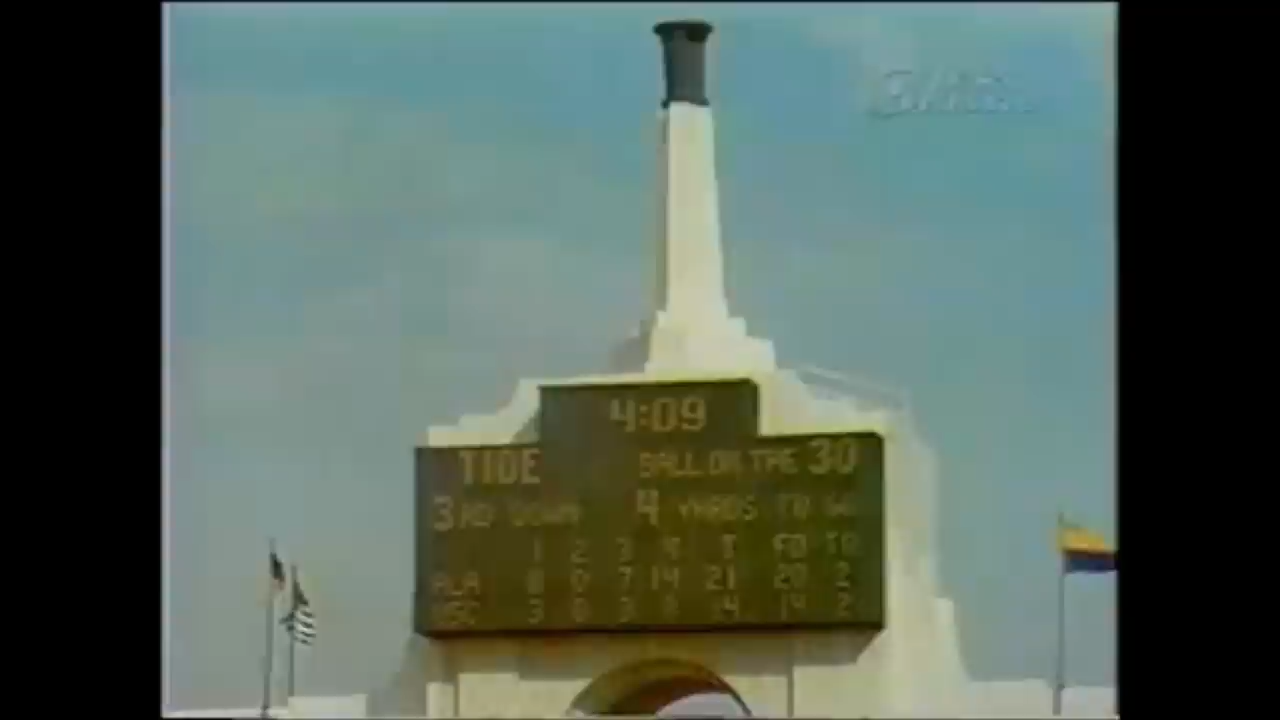 4:09
TIDE BALL ON THE 30
3RD DOWN 4 YARDS TO GO
1 2 3 4 T FD TO
ALA 0 0 7 14 21 20 2
USC 3 0 3 8 14 14 2